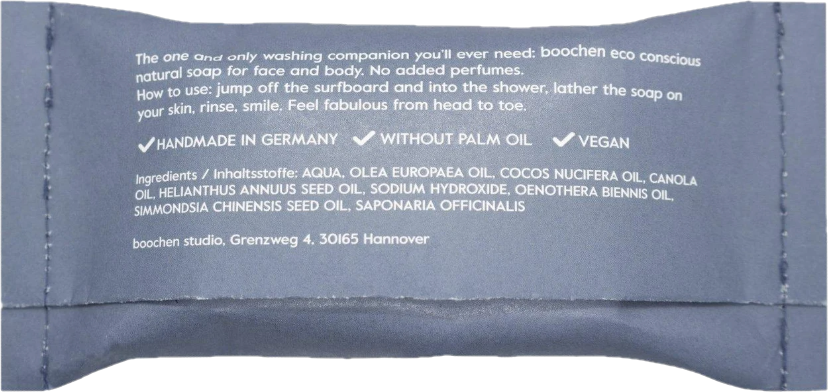 The one and only washing companion you'll ever need: boochen eco conscious
natural soap for face and body. No added perfumes.
How to use: jump off the surfboard and into the shower, lather the soap on
your skin, rinse, smile. Feel fabulous from head to toe.
HANDMADE IN GERMANY WITHOUT PALM OIL VEGAN
Ingredients / Inhaltsstoffe: AQUA, OLEA EUROPAEA OIL, COCOS NUCIFERA OIL, CANOLA
OIL, HELIANTHUS ANNUUS SEED OIL, SODIUM HYDROXIDE, OENOTHERA BIENNIS OIL,
SIMMONDSIA CHINENSIS SEED OIL, SAPONARIA OFFICINALIS
boochen studio, Grenzweg 4, 30165 Hannover